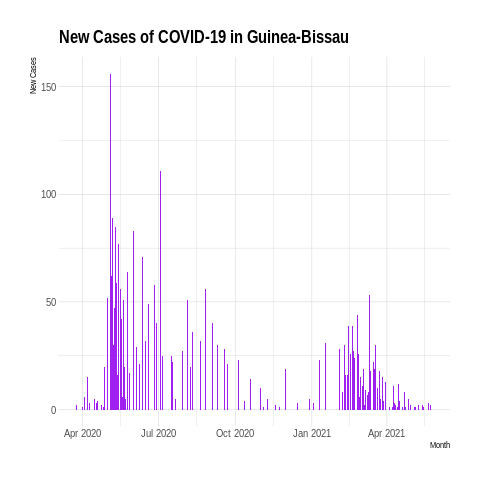 New Cases of COVID-19 in Guinea-Bissau
New Cases
150
100
50
0
Apr 2020 Jul 2020 Oct 2020 Jan 2021 Apr 2021
Month